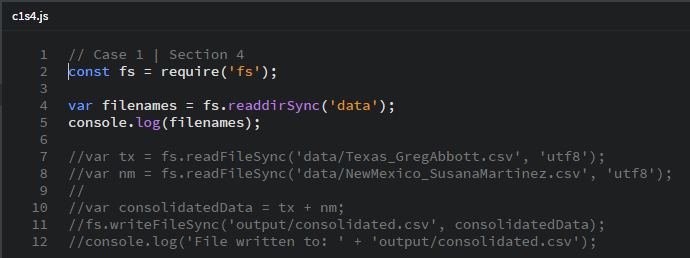 c1s4.js
1 // Case 1 | Section 4
2 const fs = require('fs');
3
4 var filenames = fs.readdirSync('data');
5 console.log(filenames);
6
7 //var tx = fs.readFileSync('data/Texas_GregAbbott.csv', 'utf8');
8 //var nm = fs.readFileSync('data/NewMexico_SusanaMartinez.csv', 'utf8');
9 //
10 //var consolidatedData = tx + nm;
11 //fs.writeFileSync('output/consolidated.csv', consolidatedData);
12 //console.log('File written to: ' + 'output/consolidated.csv');